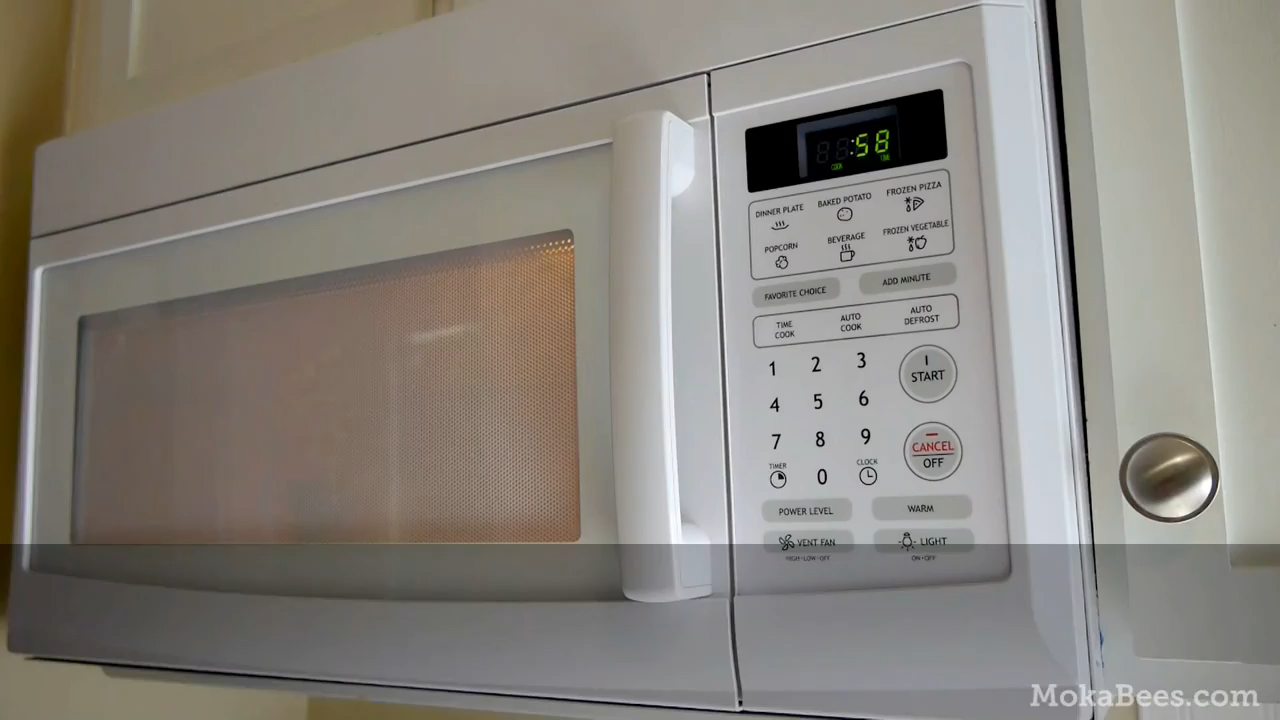 :58
COOK TIME
DINNER PLATE BAKED POTATO FROZEN PIZZA
POPCORN BEVERAGE FROZEN VEGETABLE
FAVORITE CHOICE ADD MINUTE
TIME COOK AUTO COOK AUTO DEFROST
1 2 3
START
4 5 6
7 8 9
CANCEL
OFF
TIMER 0 CLOCK
POWER LEVEL WARM
VENT FAN LIGHT
HIGH-LOW-OFF ON-OFF
MokaBees.com